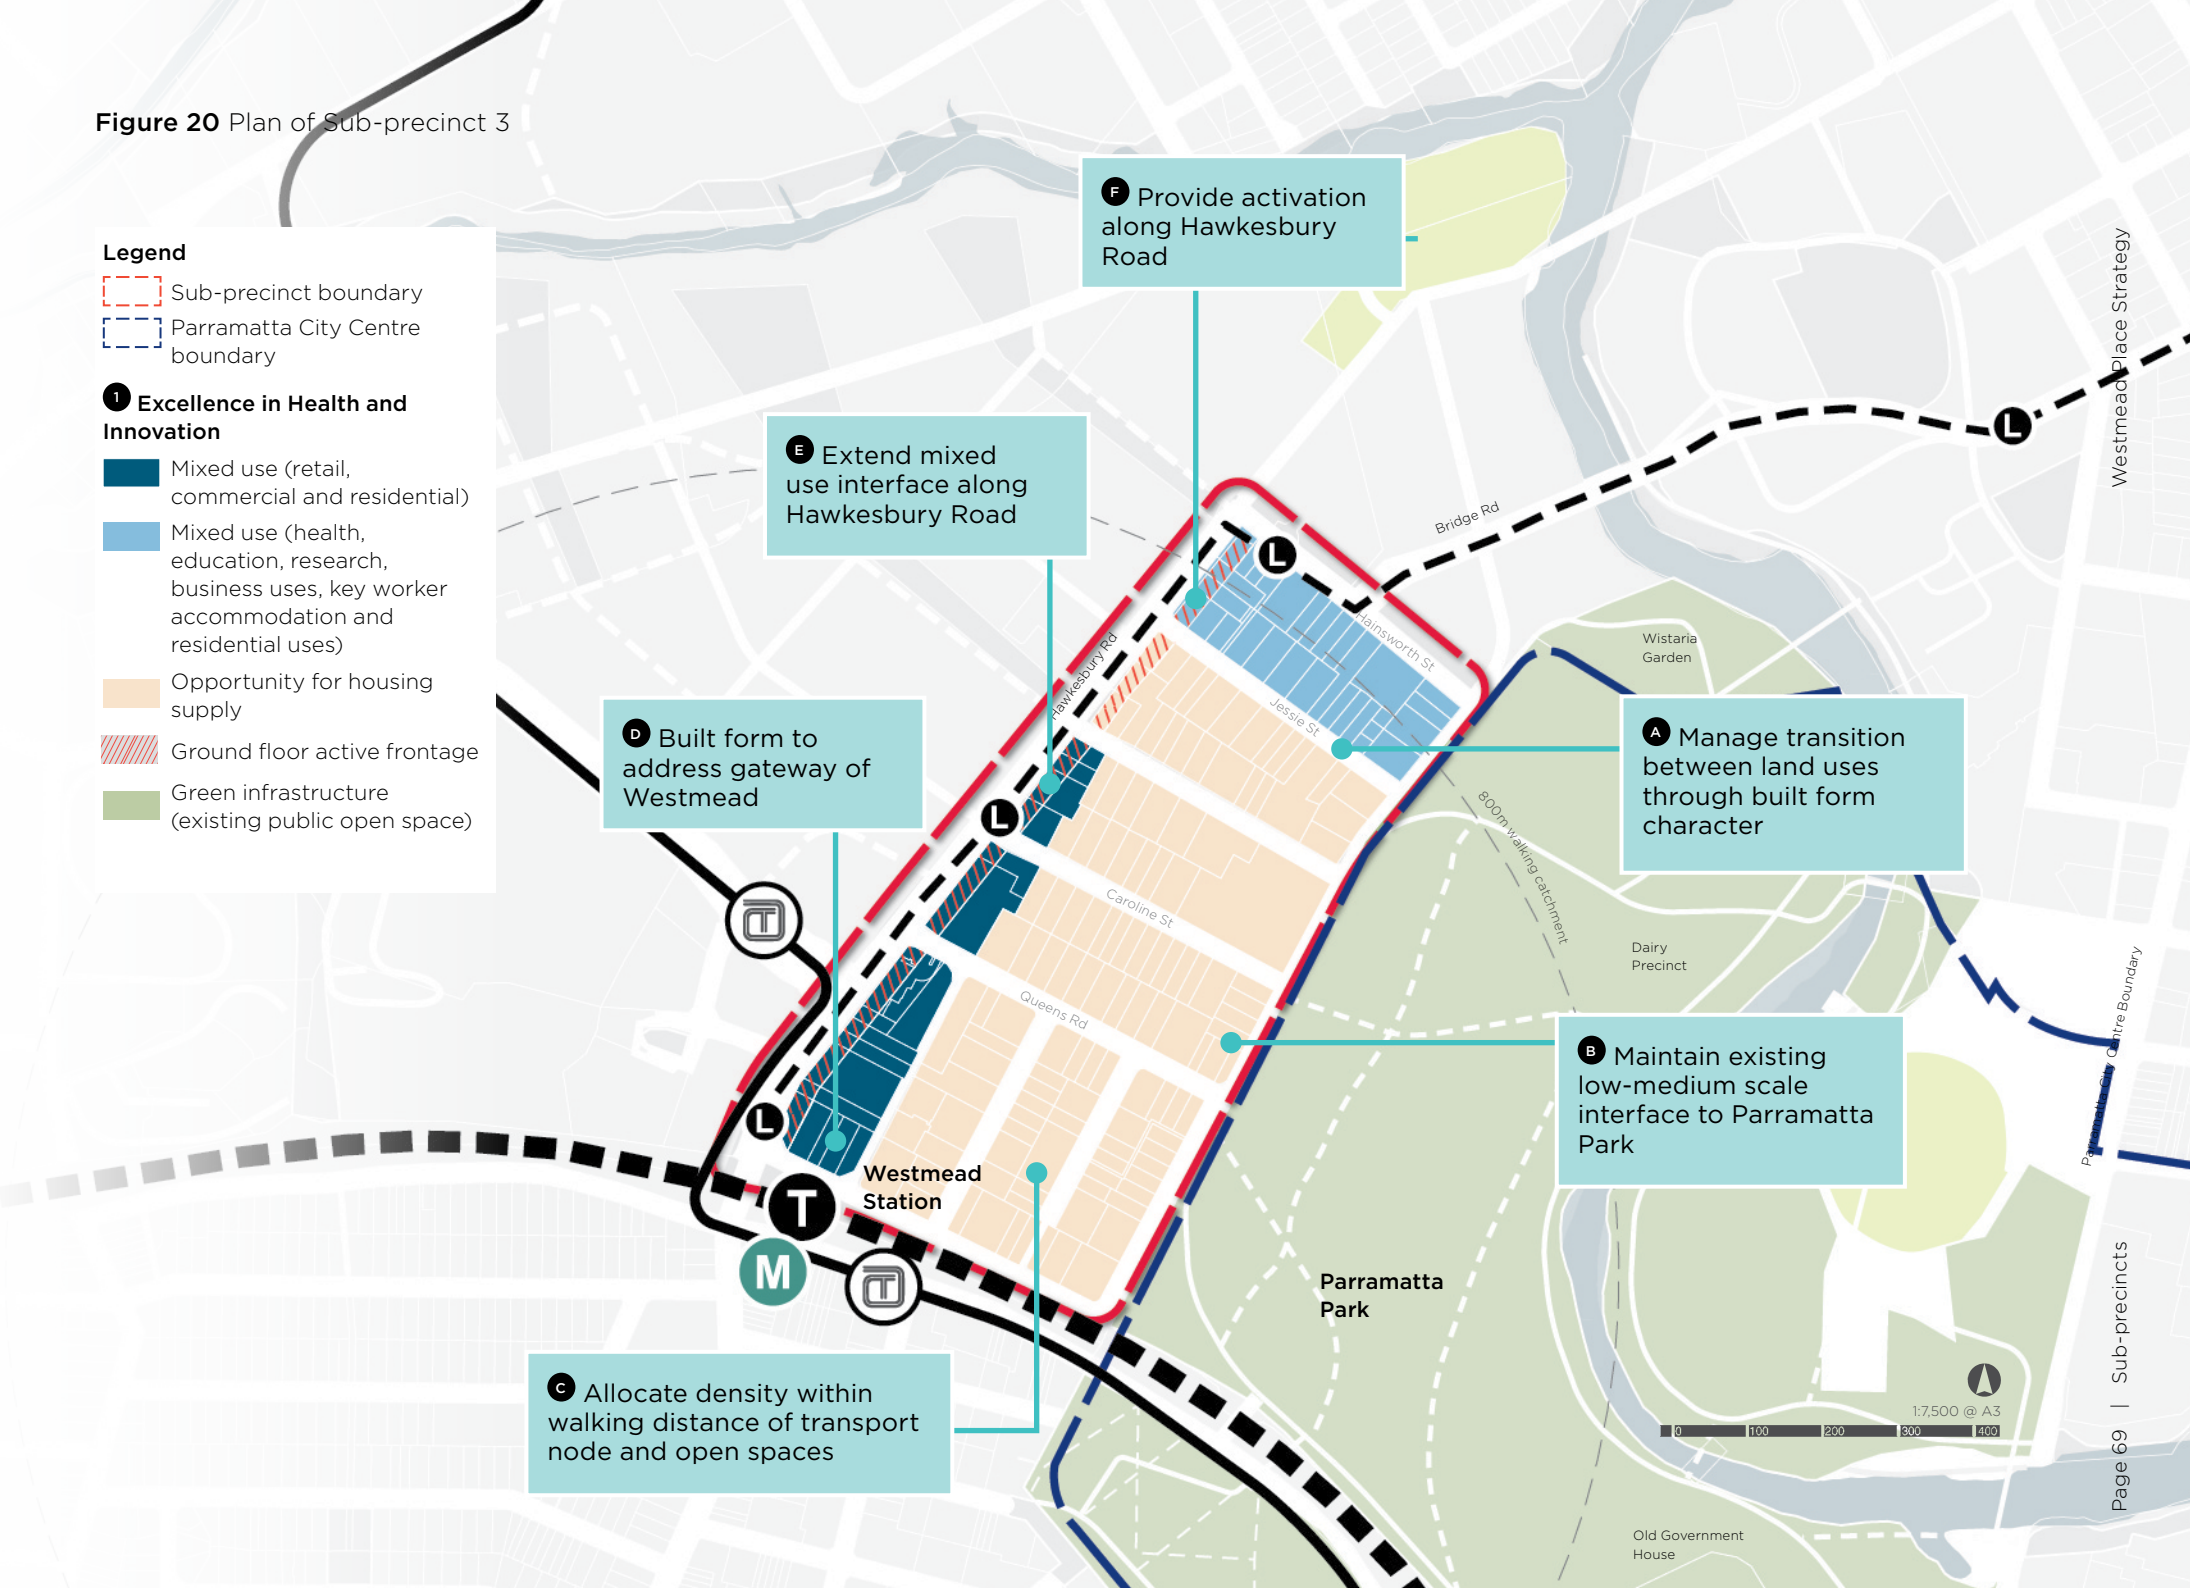 Figure 20 Plan of Sub-precinct 3
Legend
Sub-precinct boundary
Parramatta City Centre
boundary
1 Excellence in Health and
Innovation
Mixed use (retail,
commercial and residential)
Mixed use (health,
education, research,
business uses, key worker
accommodation and
residential uses)
Opportunity for housing
supply
Ground floor active frontage
Green infrastructure
(existing public open space)
F Provide activation
along Hawkesbury
Road
E Extend mixed
use interface along
Hawkesbury Road
D Built form to
address gateway of
Westmead
A Manage transition
between land uses
through built form
character
B Maintain existing
low-medium scale
interface to Parramatta
Park
C Allocate density within
walking distance of transport
node and open spaces
L
Bridge Rd
L
Hainsworth St
Hawkesbury Rd
Jessie St
L
Caroline St
Queens Rd
L
T
M
T
T
Westmead
Station
Wistaria
Garden
800m walking catchment
Dairy
Precinct
Parramatta City Centre Boundary
Parramatta
Park
Old Government
House
1:7,500 @ A3
0 100 200 300 400
Westmead Place Strategy
Page 69 | Sub-precincts